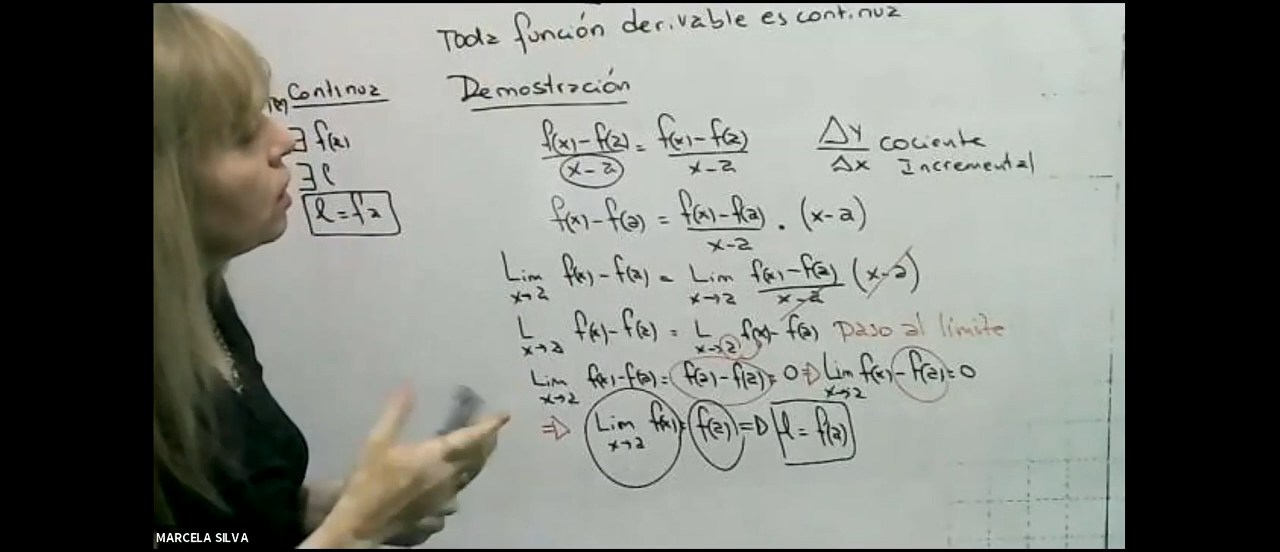 Toda función derivable es continua
Continua
∃ f(a)
∃ l
l = f a
Demostración
f(x) - f(a) / x - a = f(x) - f(a) / x - a
Δy / Δx cociente Incremental
f(x) - f(a) = f(x) - f(a) / x - a . (x - a)
Lim x→a f(x) - f(a) = Lim x→a f(x) - f(a) / x - a (x - a)
L x→a f(x) - f(a) = L x→a f(x) - f(a) paso al límite
Lim x→a f(x) - f(a) = f(a) - f(a) = 0 ⇒ Lim x→a f(x) - f(a) = 0
⇒ Lim x→a f(x) = f(a) ⇒ l = f(a)
MARCELA SILVA